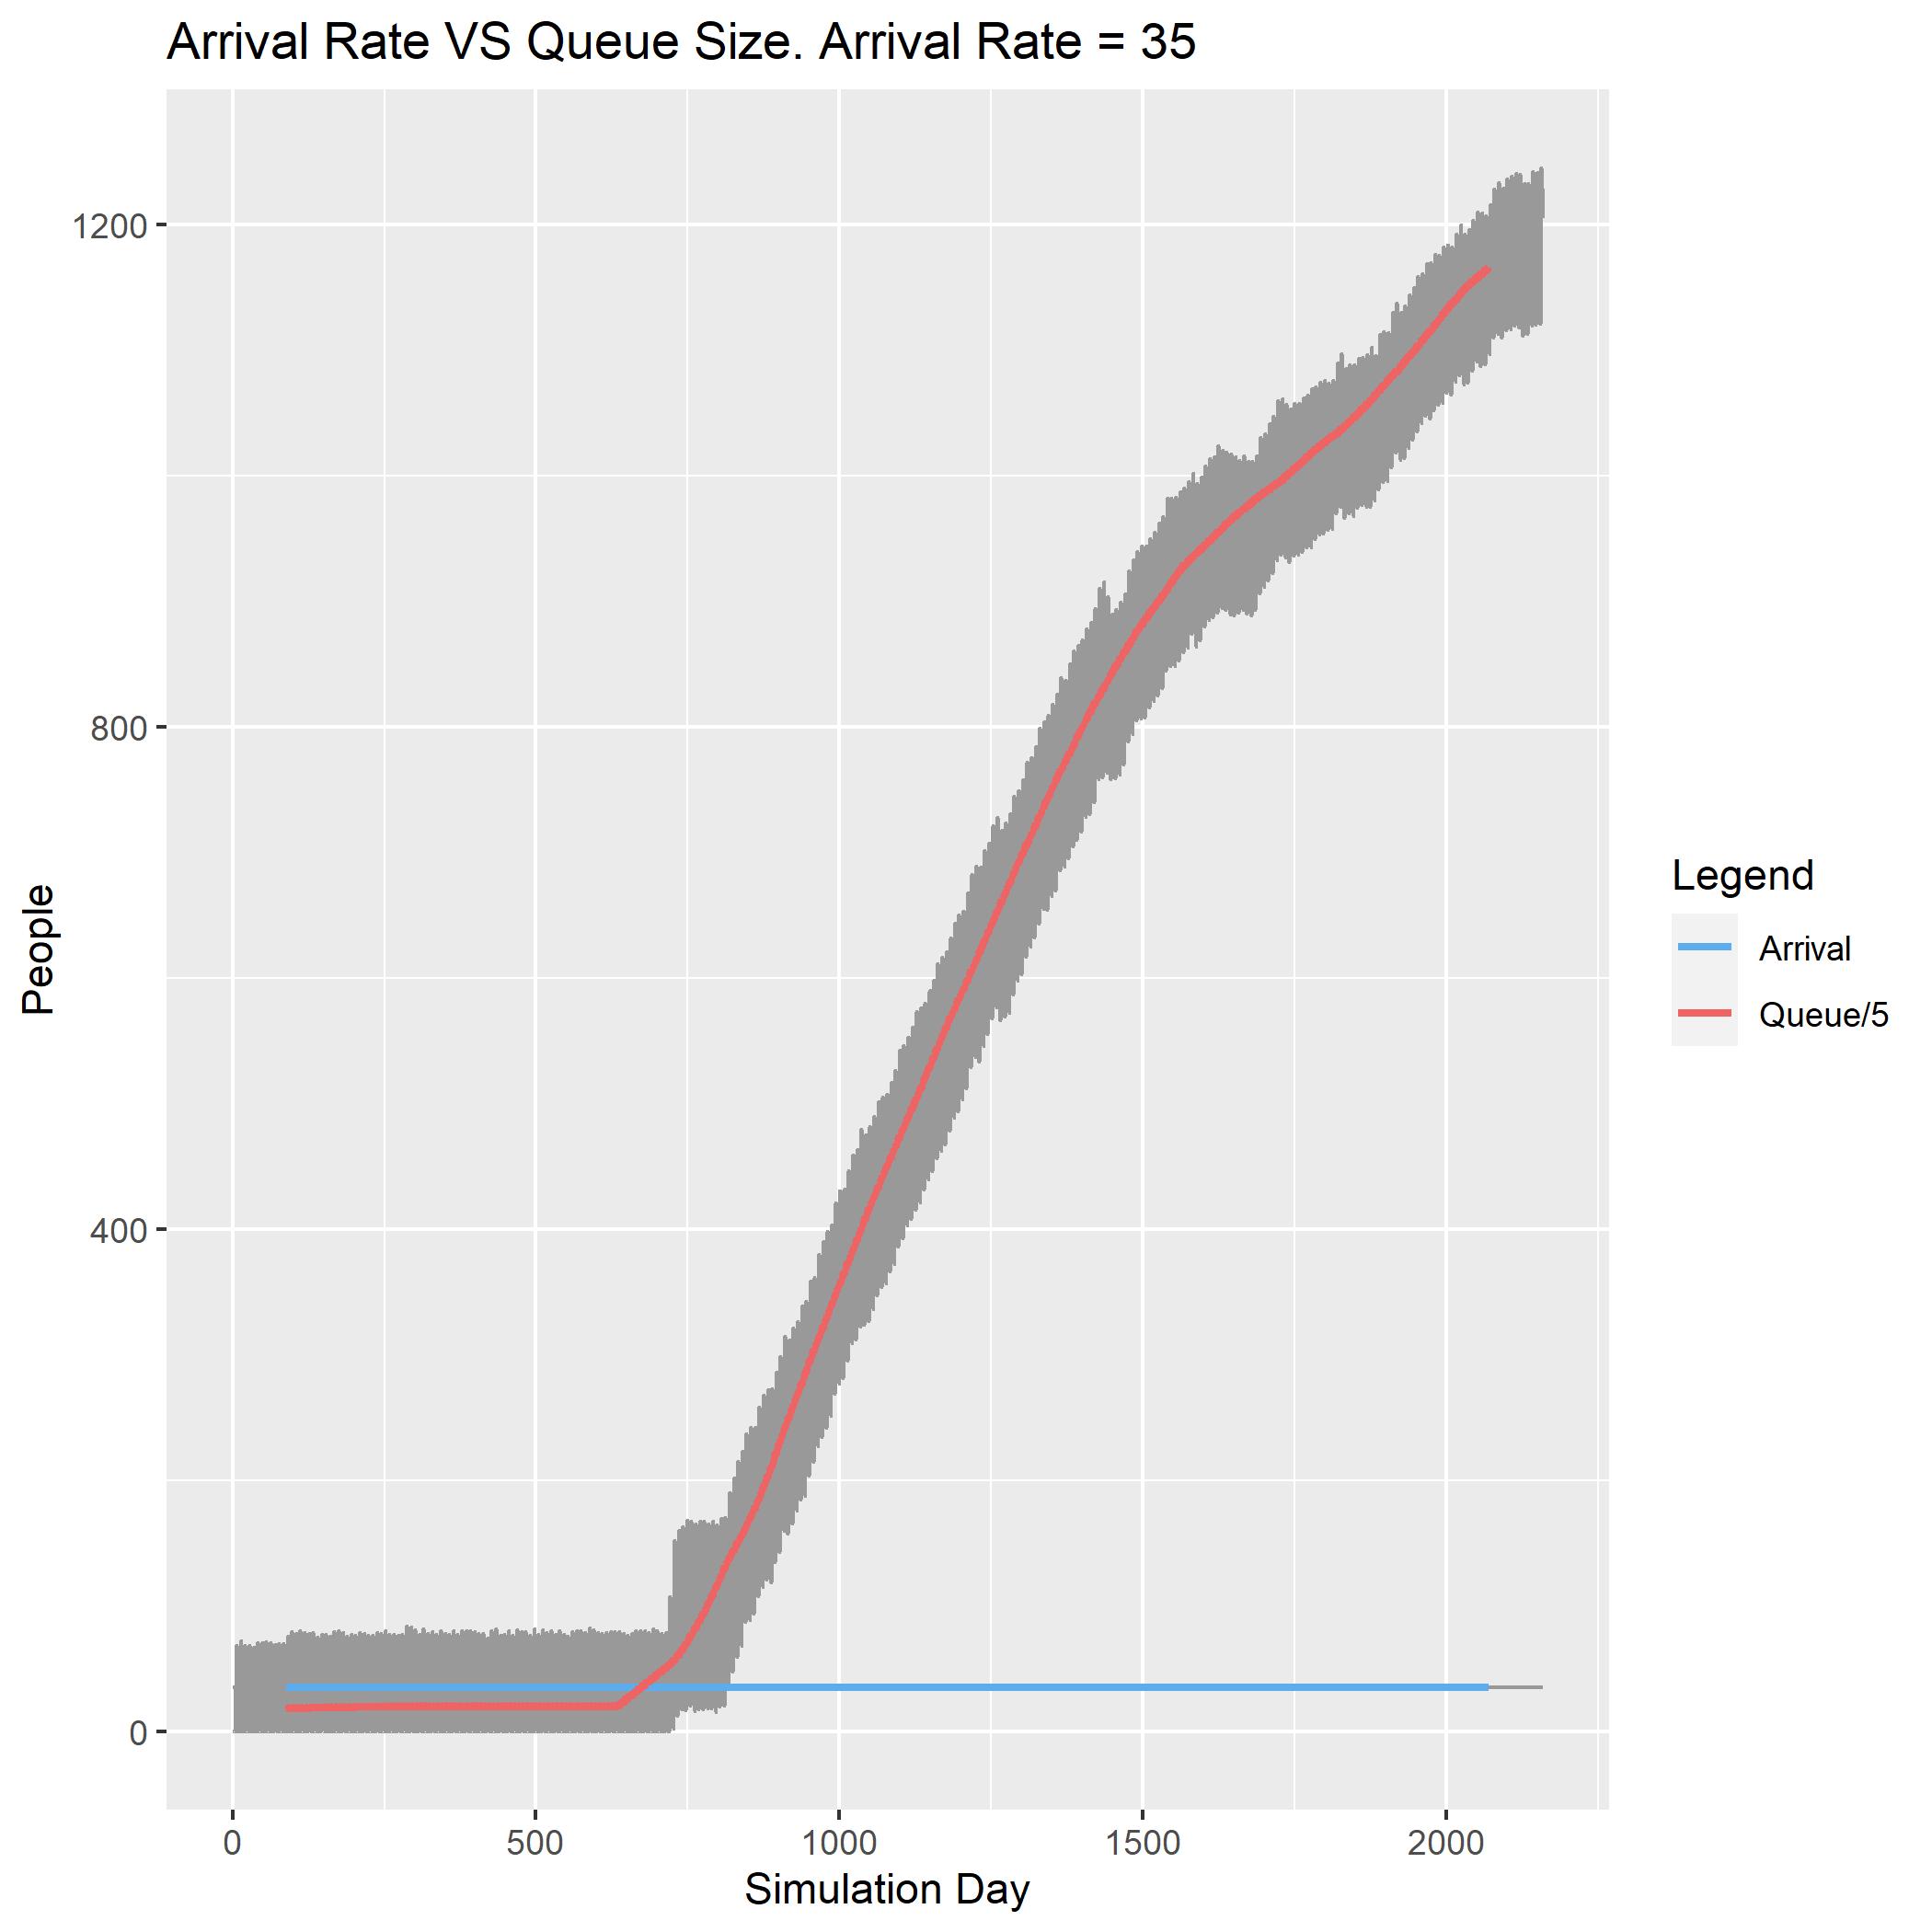 Arrival Rate VS Queue Size. Arrival Rate = 35
1200
800
400
0
People
0 500 1000 1500 2000
Simulation Day
Legend
Arrival
Queue/5